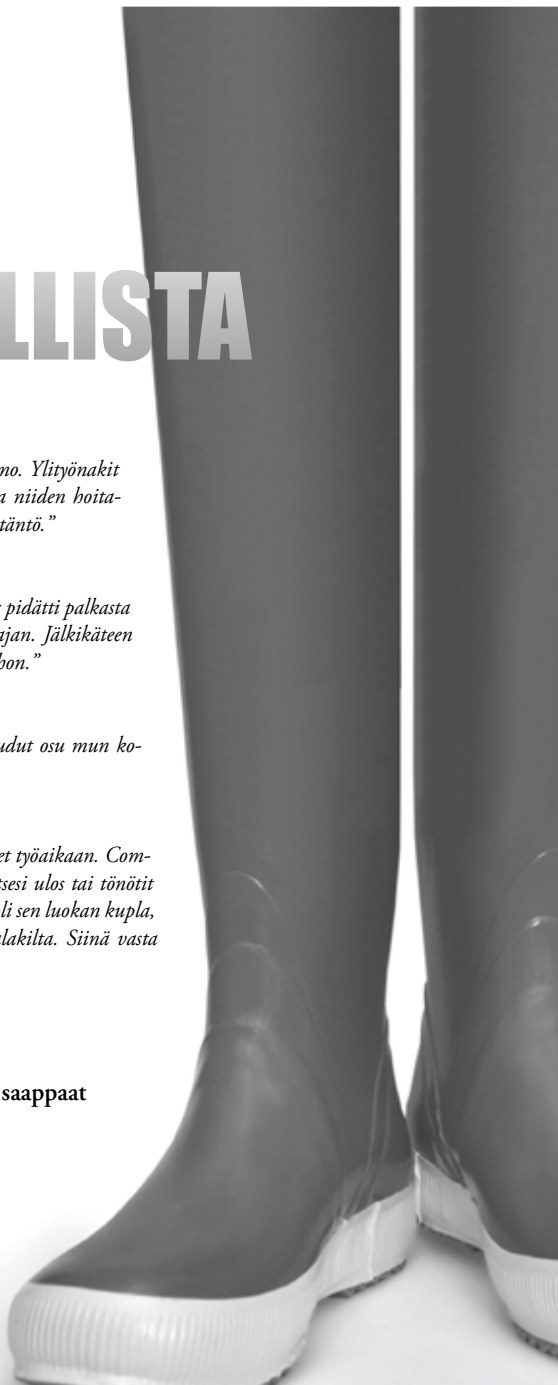 LLISTA
no. Ylityönakit
a niiden hoita-
täntö.”
pidätti palkasta
ajan. Jälkikäteen
hon.”
udut osu mun ko-
et työaikaan. Com-
tsesi ulos tai tönötit
li sen luokan kupla,
lakilta. Siinä vasta
saappaat